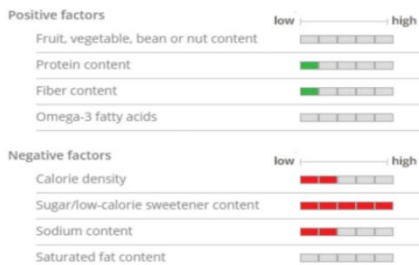 Positive factors
low high
Fruit, vegetable, bean or nut content
Protein content
Fiber content
Omega-3 fatty acids
Negative factors
low high
Calorie density
Sugar/low-calorie sweetener content
Sodium content
Saturated fat content